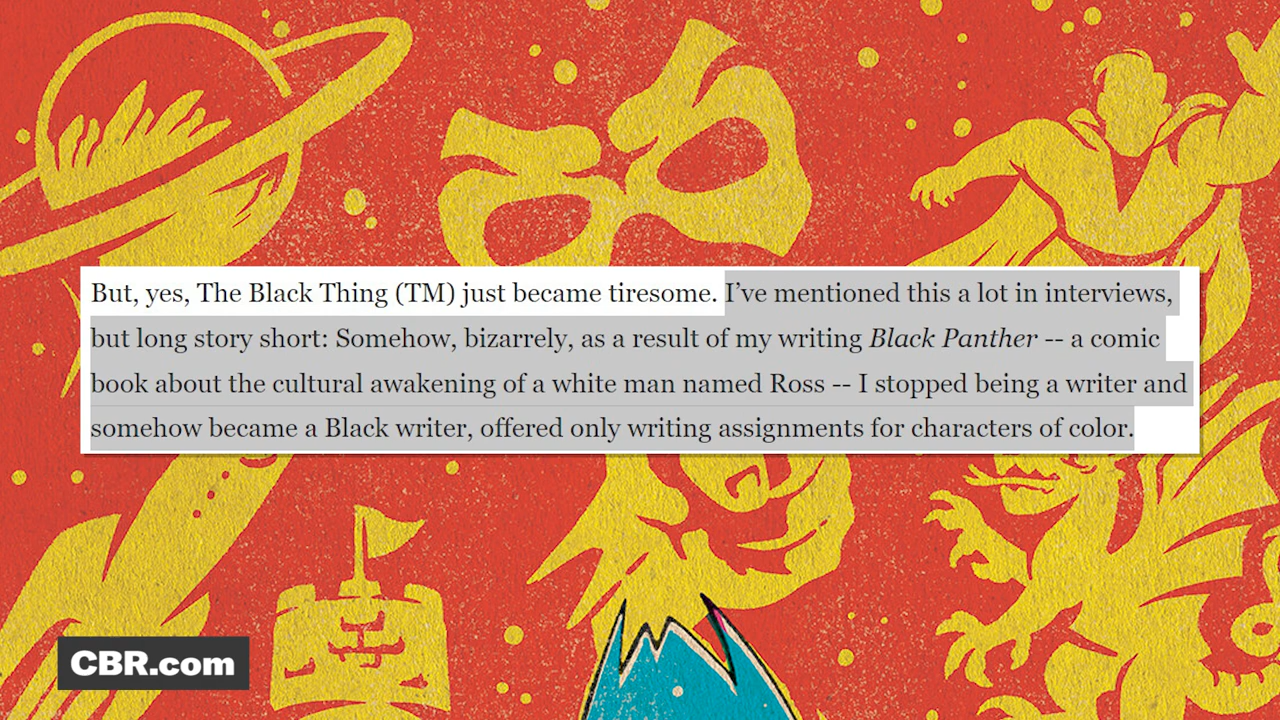 But, yes, The Black Thing (TM) just became tiresome. I’ve mentioned this a lot in interviews,
but long story short: Somehow, bizarrely, as a result of my writing Black Panther -- a comic
book about the cultural awakening of a white man named Ross -- I stopped being a writer and
somehow became a Black writer, offered only writing assignments for characters of color.
CBR.com